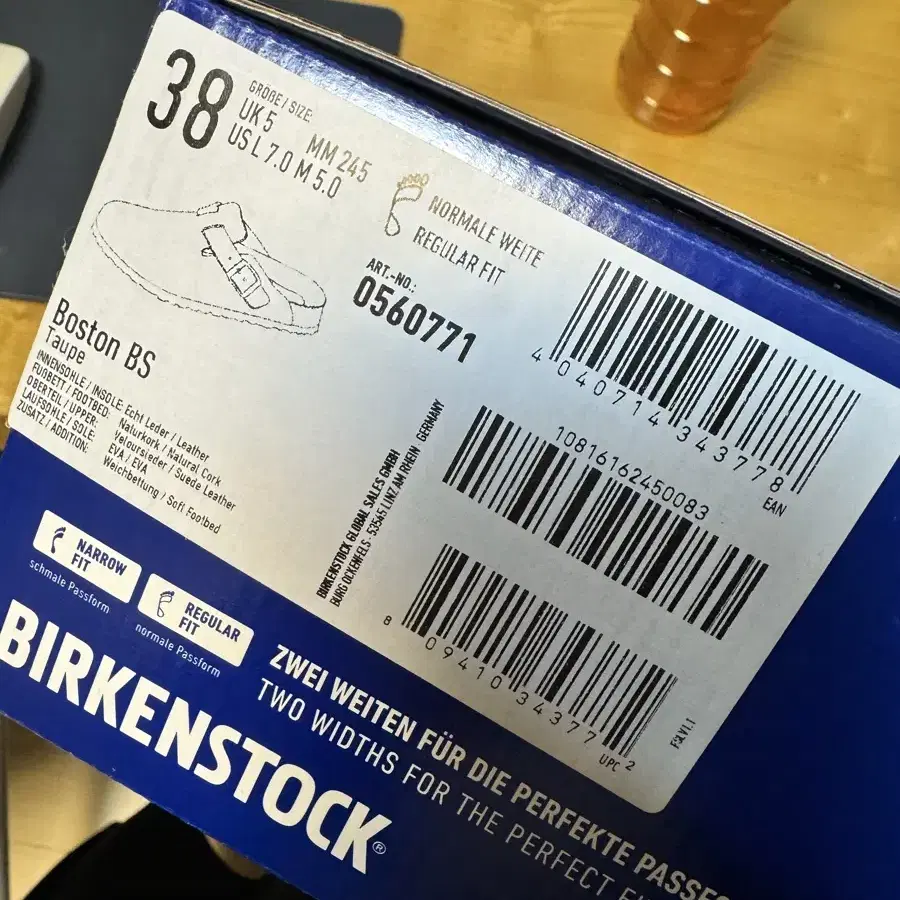 38
GRÖßE / SIZE:
UK 5
MM 245
US L 7.0 M 5.0
NORMALE WEITE
REGULAR FIT
ART.-NO.:
0560771
Boston BS
Taupe
INNENSOHLE / INSOLE: Echt Leder / Leather
FUßBETT / FOOTBED: Naturkork / Natural Cork
OBERTEIL / UPPER: Veloursleder / Suede Leather
LAUFSOHLE / SOLE: EVA / EVA
ZUSATZ / ADDITION: Weichbettung / Soft Footbed
BIRKENSTOCK GLOBAL SALES GMBH
BURG OCKENFELS · 53545 LINZ AM RHEIN · GERMANY
4 040714 343778
EAN
10816162450083
8 09410 34377 2
UPC
FSLV1.1
NARROW
FIT
schmale Passform
REGULAR
FIT
normale Passform
BIRKENSTOCK®
ZWEI WEITEN FÜR DIE PERFEKTE PASSFO
TWO WIDTHS FOR THE PERFECT FI